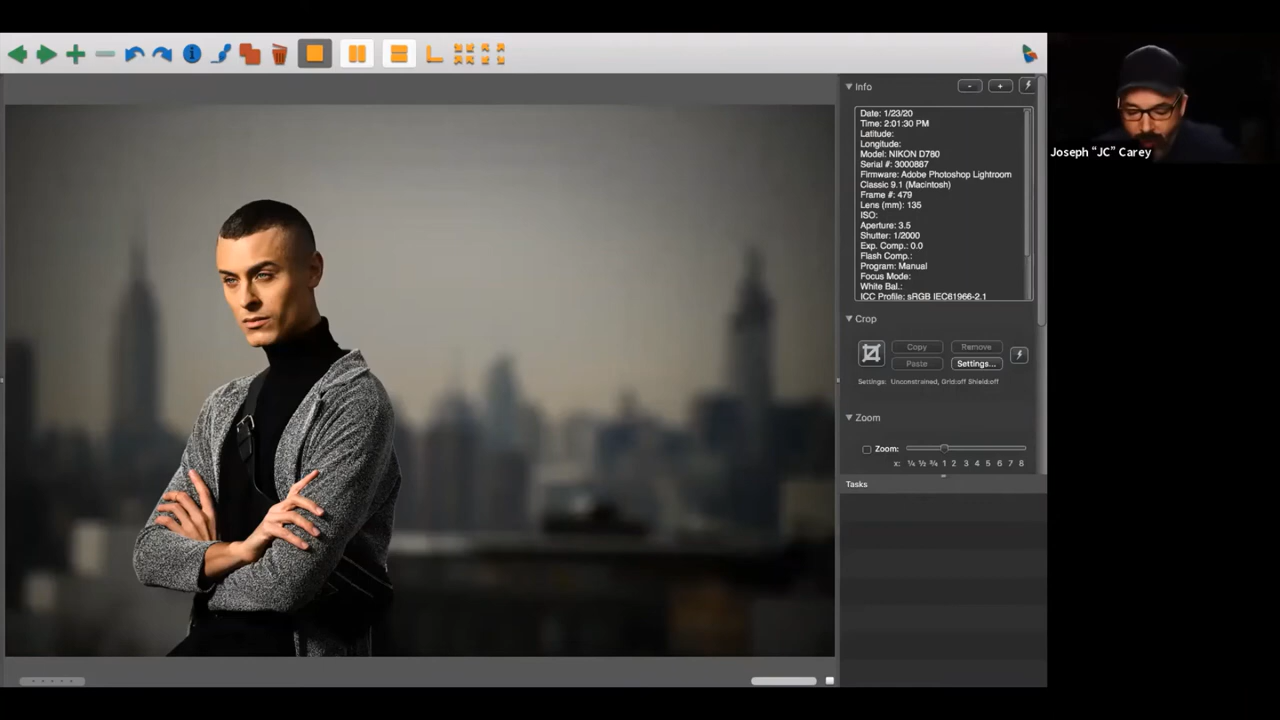 Info
-
+
Date: 1/23/20
Time: 2:01:30 PM
Latitude:
Longitude:
Model: NIKON D780
Serial #: 3000887
Firmware: Adobe Photoshop Lightroom
Classic 9.1 (Macintosh)
Frame #: 479
Lens (mm): 135
ISO:
Aperture: 3.5
Shutter: 1/2000
Exp. Comp.: 0.0
Flash Comp.:
Program: Manual
Focus Mode:
White Bal.:
ICC Profile: sRGB IEC61966-2.1
Crop
Copy
Remove
Paste
Settings...
Settings: Unconstrained, Grid:off Shield:off
Zoom
Zoom:
x: ¼ ½ ¾ 1 2 3 4 5 6 7 8
Tasks
Joseph “JC” Carey